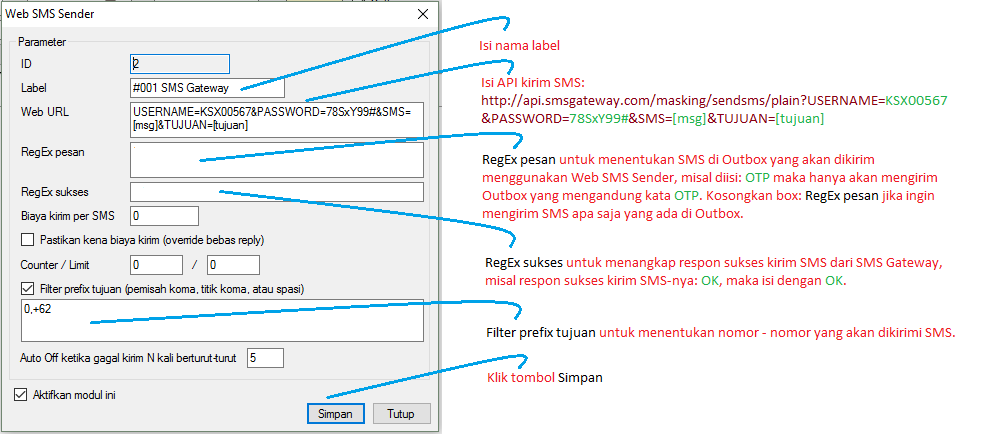 Web SMS Sender
Parameter
ID
2
Label
#001 SMS Gateway
Web URL
USERNAME=KSX00567&PASSWORD=78SxY99#&SMS=
[msg]&TUJUAN=[tujuan]
RegEx pesan
RegEx sukses
Biaya kirim per SMS
0
Pastikan kena biaya kirim (override bebas reply)
Counter / Limit
0 / 0
Filter prefix tujuan (pemisah koma, titik koma, atau spasi)
0,+62
Auto Off ketika gagal kirim N kali berturut-turut
5
Aktifkan modul ini
Simpan
Tutup
Isi nama label
Isi API kirim SMS:
http://api.smsgateway.com/masking/sendsms/plain?USERNAME=KSX00567
&PASSWORD=78SxY99#&SMS=[msg]&TUJUAN=[tujuan]
RegEx pesan untuk menentukan SMS di Outbox yang akan dikirim
menggunakan Web SMS Sender, misal diisi: OTP maka hanya akan mengirim
Outbox yang mengandung kata OTP. Kosongkan box: RegEx pesan jika ingin
mengirim SMS apa saja yang ada di Outbox.
RegEx sukses untuk menangkap respon sukses kirim SMS dari SMS Gateway,
misal respon sukses kirim SMS-nya: OK, maka isi dengan OK.
Filter prefix tujuan untuk menentukan nomor - nomor yang akan dikirimi SMS.
Klik tombol Simpan